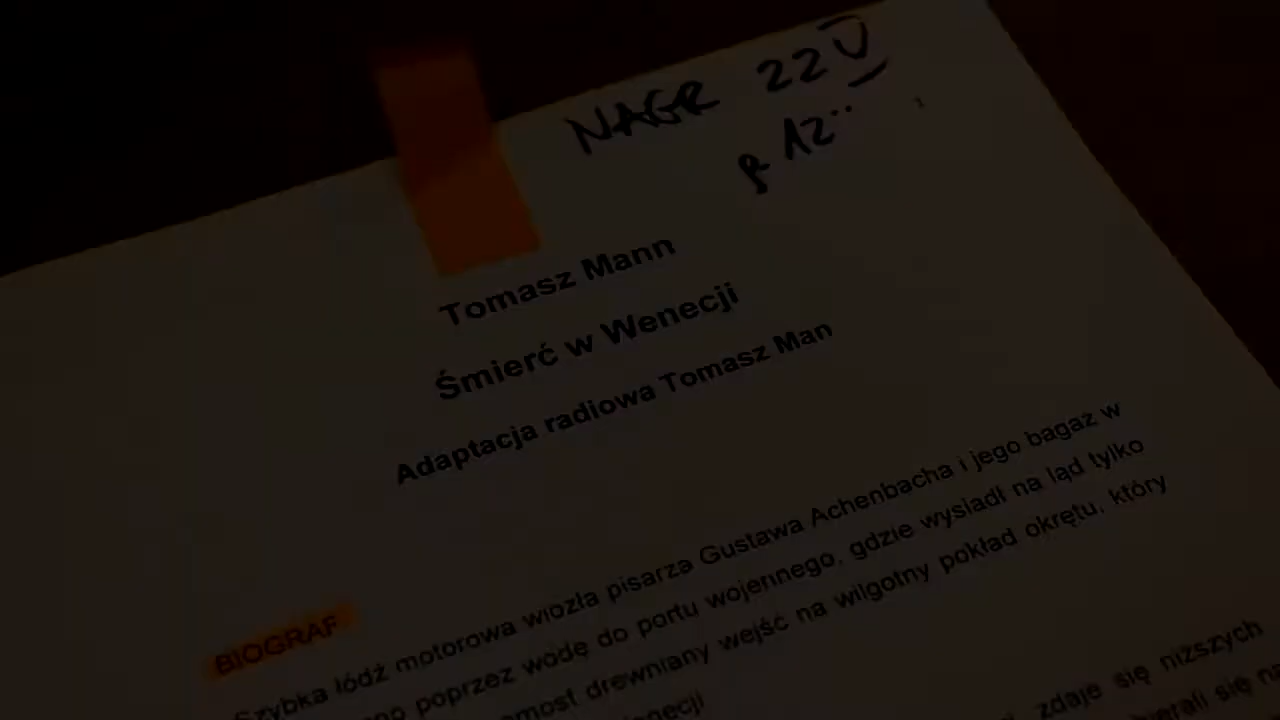 NAGR 22 V
g 12··
Tomasz Mann
Śmierć w Wenecji
Adaptacja radiowa Tomasz Man
BIOGRAF
Szybka łódź motorowa wiozła pisarza Gustawa Achenbacha i jego bagaż w
poprzez wodę do portu wojennego, gdzie wysiadł na ląd tylko
drewniany wejść na wilgotny pokład okrętu, który
zdaje się niższych
się